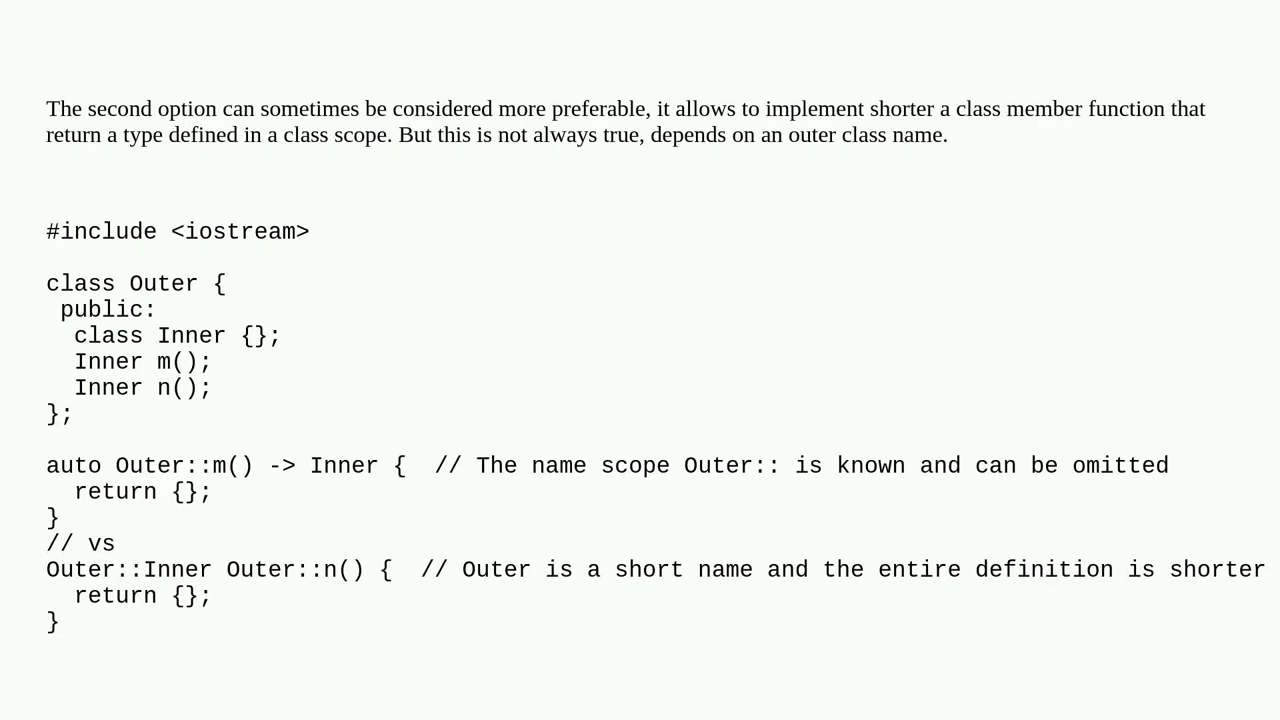 The second option can sometimes be considered more preferable, it allows to implement shorter a class member function that
return a type defined in a class scope. But this is not always true, depends on an outer class name.
#include <iostream>
class Outer {
 public:
  class Inner {};
  Inner m();
  Inner n();
};
auto Outer::m() -> Inner {  // The name scope Outer:: is known and can be omitted
  return {};
}
// vs
Outer::Inner Outer::n() {  // Outer is a short name and the entire definition is shorter
  return {};
}